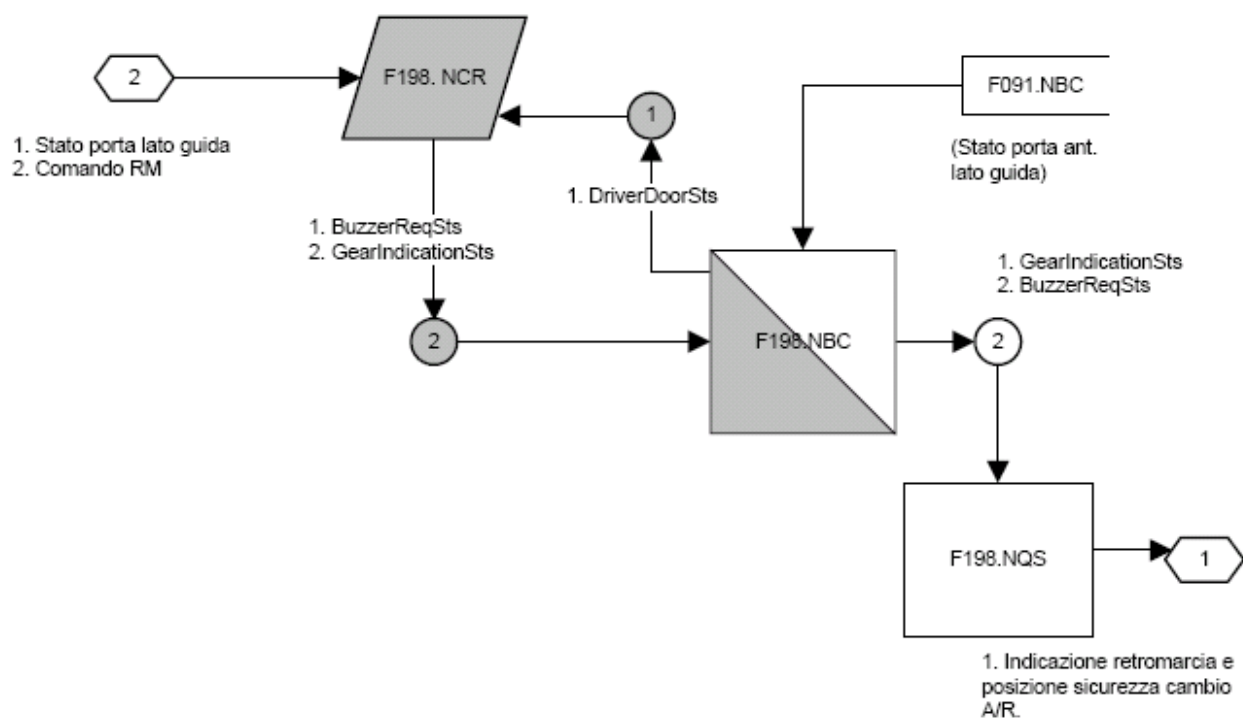 2
F198. NCR
1. Stato porta lato guida
2. Comando RM
1
F091.NBC
(Stato porta ant.
lato guida)
1. DriverDoorSts
1. BuzzerReqSts
2. GearIndicationSts
2
F198.NBC
1. GearIndicationSts
2. BuzzerReqSts
2
F198.NQS
1
1. Indicazione retromarcia e
posizione sicurezza cambio
A/R.